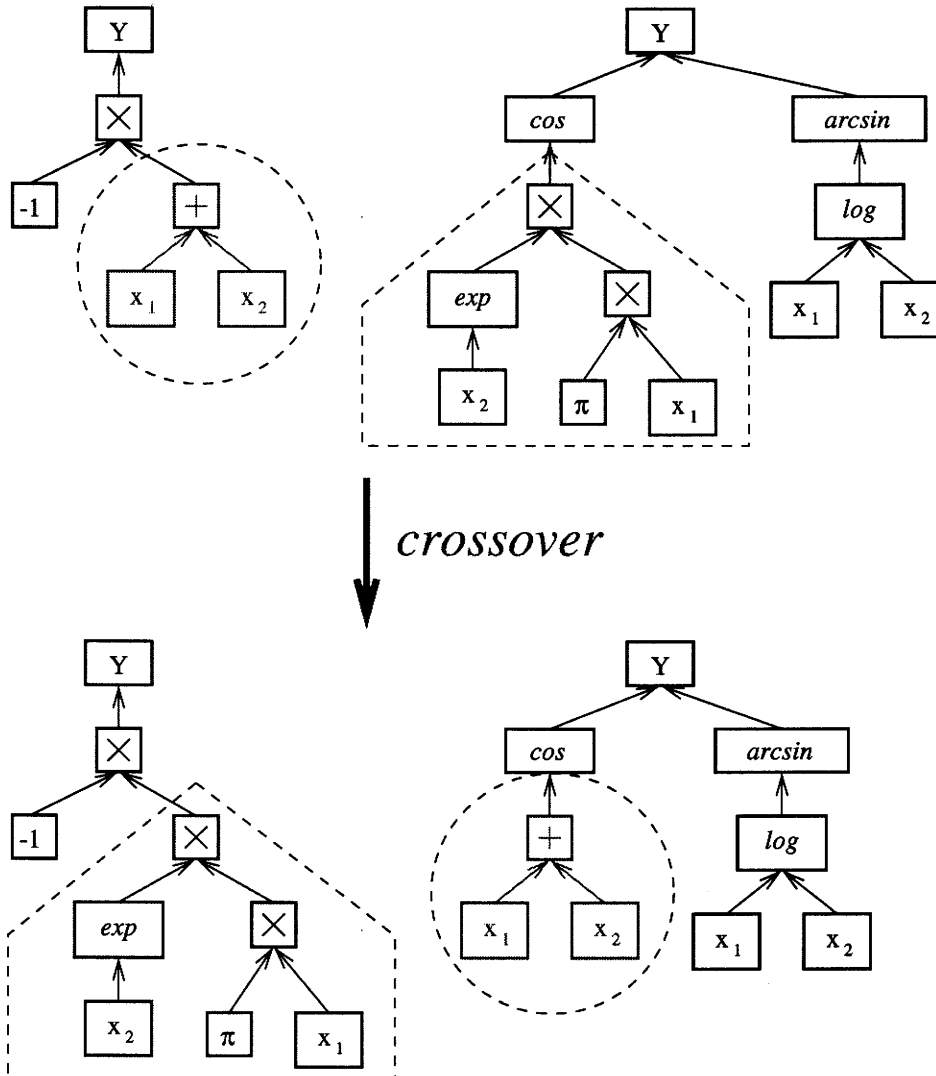 Y Y
× cos arcsin
-1 + × log
x₁ x₂ exp × x₁ x₂
x₂ π x₁
crossover
Y Y
× cos arcsin
-1 × + log
exp × x₁ x₂ x₁ x₂
x₂ π x₁